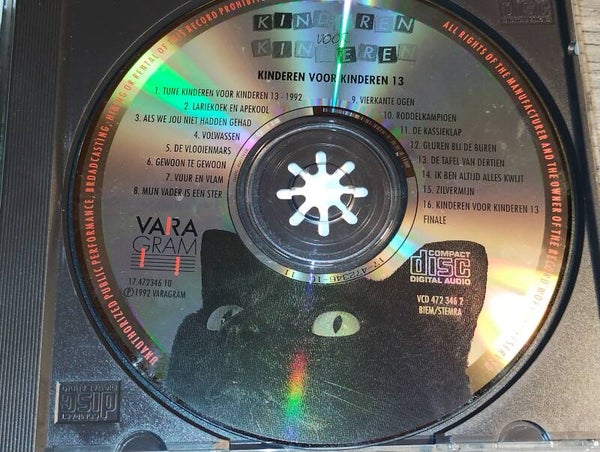 KINDEREN
VOOR
KINDEREN
KINDEREN VOOR KINDEREN 13
1. TUNE KINDEREN VOOR KINDEREN 13 - 1992
2. LARIEKOEK EN APEKOOL
3. ALS WE JOU NIET HADDEN GEHAD
4. VOLWASSEN
5. DE VLOOIENMARS
6. GEWOON TE GEWOON
7. VUUR EN VLAM
8. MIJN VADER IS EEN STER
9. VIERKANTE OGEN
10. RODDELKAMPIOEN
11. DE KASSIEKLAP
12. GLUREN BIJ DE BUREN
13. DE TAFEL VAN DERTIEN
14. IK BEN ALTIJD ALLES KWIJT
15. ZILVERMIJN
16. KINDEREN VOOR KINDEREN 13
FINALE
VARA
GRAM
17.472346 10
Ⓟ 1992 VARAGRAM
COMPACT
disc
DIGITAL AUDIO
VCD 472 346 2
BIEM/STEMRA
ALL RIGHTS OF THE MANUFACTURER AND THE OWNER OF THE RECORDED WORK
UNAUTHORIZED PUBLIC PERFORMANCE, BROADCASTING, HIRING OR RENTAL OF THIS RECORD PROHIBITED
disc